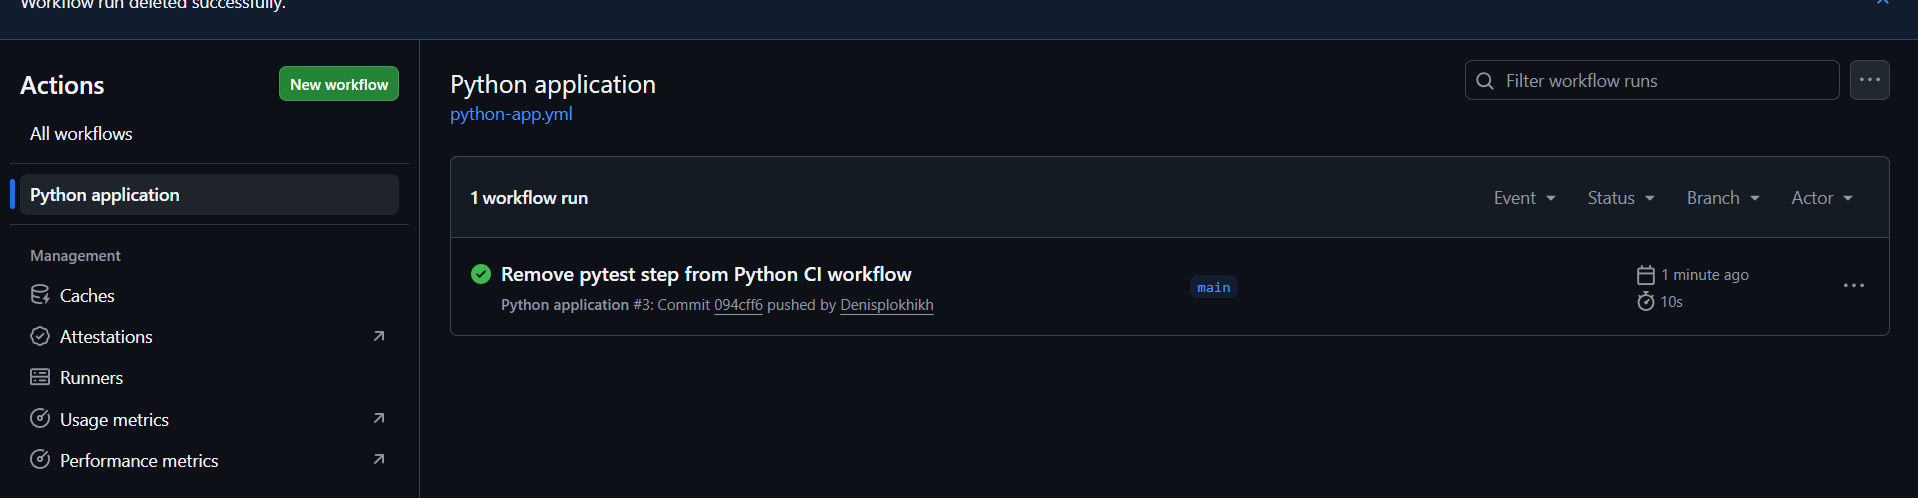 Workflow run deleted successfully.
Actions
New workflow
All workflows
Python application
Management
Caches
Attestations
Runners
Usage metrics
Performance metrics
Python application
python-app.yml
Filter workflow runs
1 workflow run
Event
Status
Branch
Actor
Remove pytest step from Python CI workflow
Python application #3: Commit 094cff6 pushed by Denisplokhikh
main
1 minute ago
10s